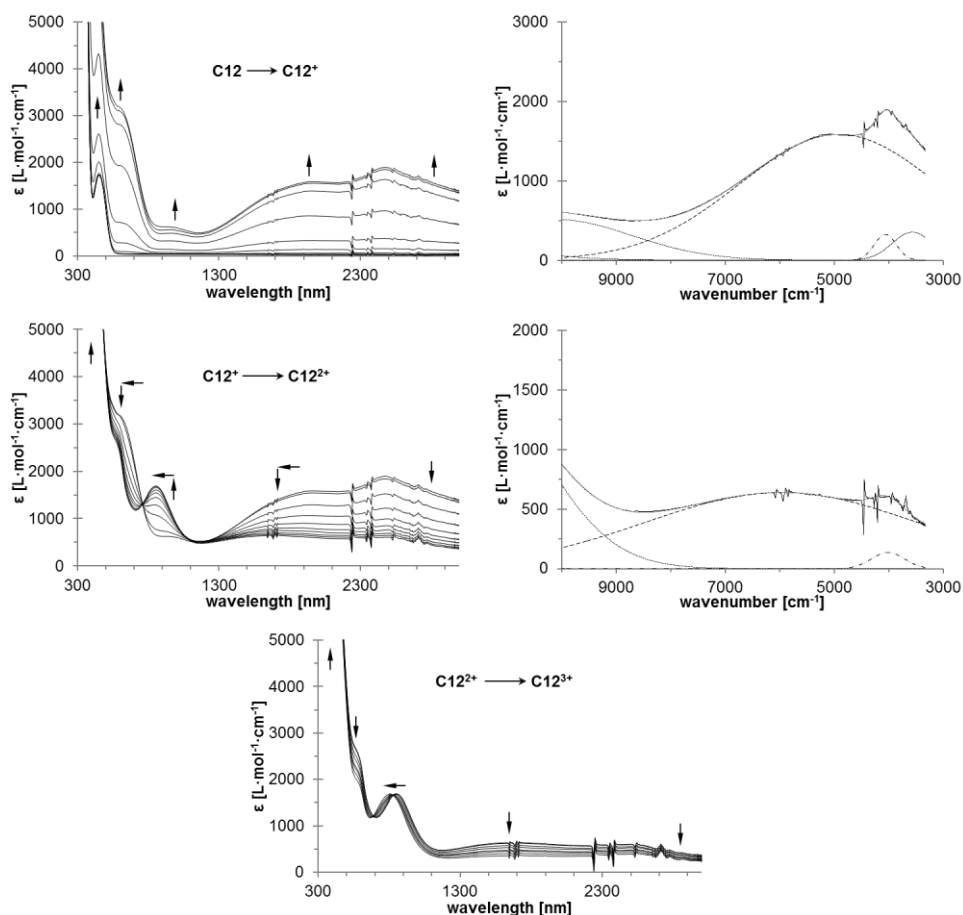 5000
4000
3000
2000
1000
0
ε [L·mol⁻¹·cm⁻¹]
C12 → C12⁺
300 1300 2300
wavelength [nm]
3000
2000
1000
0
ε [L·mol⁻¹·cm⁻¹]
9000 7000 5000 3000
wavenumber [cm⁻¹]
5000
4000
3000
2000
1000
0
ε [L·mol⁻¹·cm⁻¹]
C12⁺ → C12²⁺
300 1300 2300
wavelength [nm]
2000
1500
1000
500
0
ε [L·mol⁻¹·cm⁻¹]
9000 7000 5000 3000
wavenumber [cm⁻¹]
5000
4000
3000
2000
1000
0
ε [L·mol⁻¹·cm⁻¹]
C12²⁺ → C12³⁺
300 1300 2300
wavelength [nm]